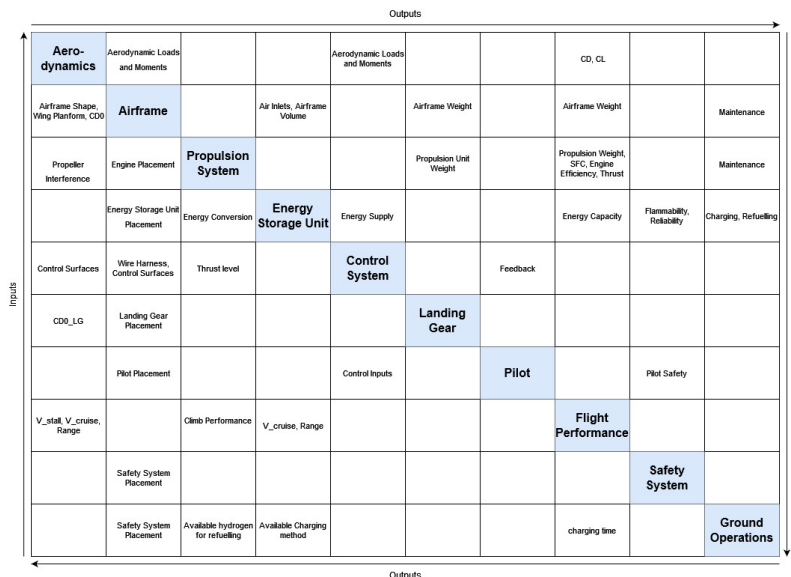 Outputs
Inputs
Aero-
dynamics
Aerodynamic Loads
and Moments
Aerodynamic Loads
and Moments
CD, CL
Airframe Shape,
Wing Planform, CD0
Airframe
Air Inlets, Airframe
Volume
Airframe Weight
Airframe Weight
Maintenance
Propeller
Interference
Engine Placement
Propulsion
System
Propulsion Unit
Weight
Propulsion Weight,
SFC, Engine
Efficiency, Thrust
Maintenance
Energy Storage Unit
Placement
Energy Conversion
Energy
Storage Unit
Energy Supply
Energy Capacity
Flammability,
Reliability
Charging, Refuelling
Control Surfaces
Wire Harness,
Control Surfaces
Thrust level
Control
System
Feedback
CD0_LG
Landing Gear
Placement
Landing
Gear
Pilot Placement
Control Inputs
Pilot
Pilot Safety
V_stall, V_cruise,
Range
Climb Performance
V_cruise, Range
Flight
Performance
Safety System
Placement
Safety
System
Safety System
Placement
Available hydrogen
for refuelling
Available Charging
method
charging time
Ground
Operations
Outputs